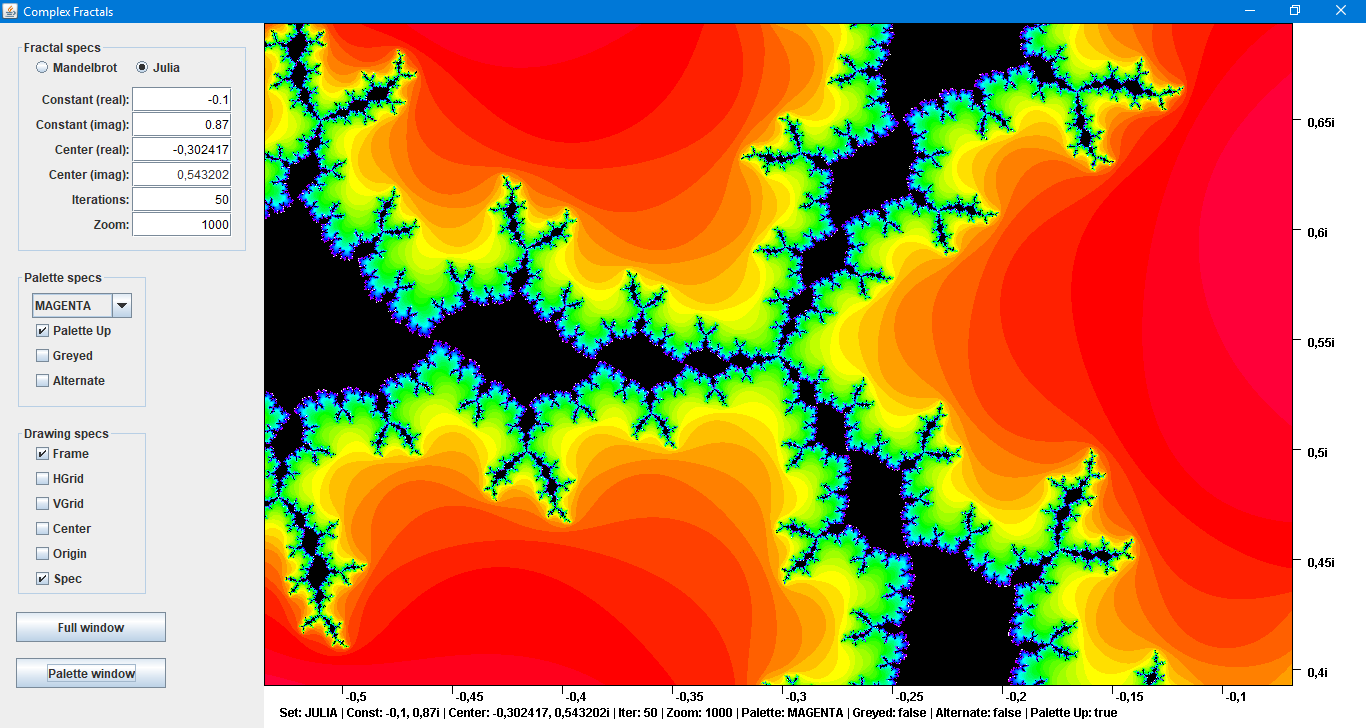 Complex Fractals
Fractal specs
Mandelbrot Julia
Constant (real): -0.1
Constant (imag): 0.87
Center (real): -0,302417
Center (imag): 0,543202
Iterations: 50
Zoom: 1000
Palette specs
MAGENTA
Palette Up
Greyed
Alternate
Drawing specs
Frame
HGrid
VGrid
Center
Origin
Spec
Full window
Palette window
0,65i
0,6i
0,55i
0,5i
0,45i
0,4i
-0,5 -0,45 -0,4 -0,35 -0,3 -0,25 -0,2 -0,15 -0,1
Set: JULIA | Const: -0,1, 0,87i | Center: -0,302417, 0,543202i | Iter: 50 | Zoom: 1000 | Palette: MAGENTA | Greyed: false | Alternate: false | Palette Up: true